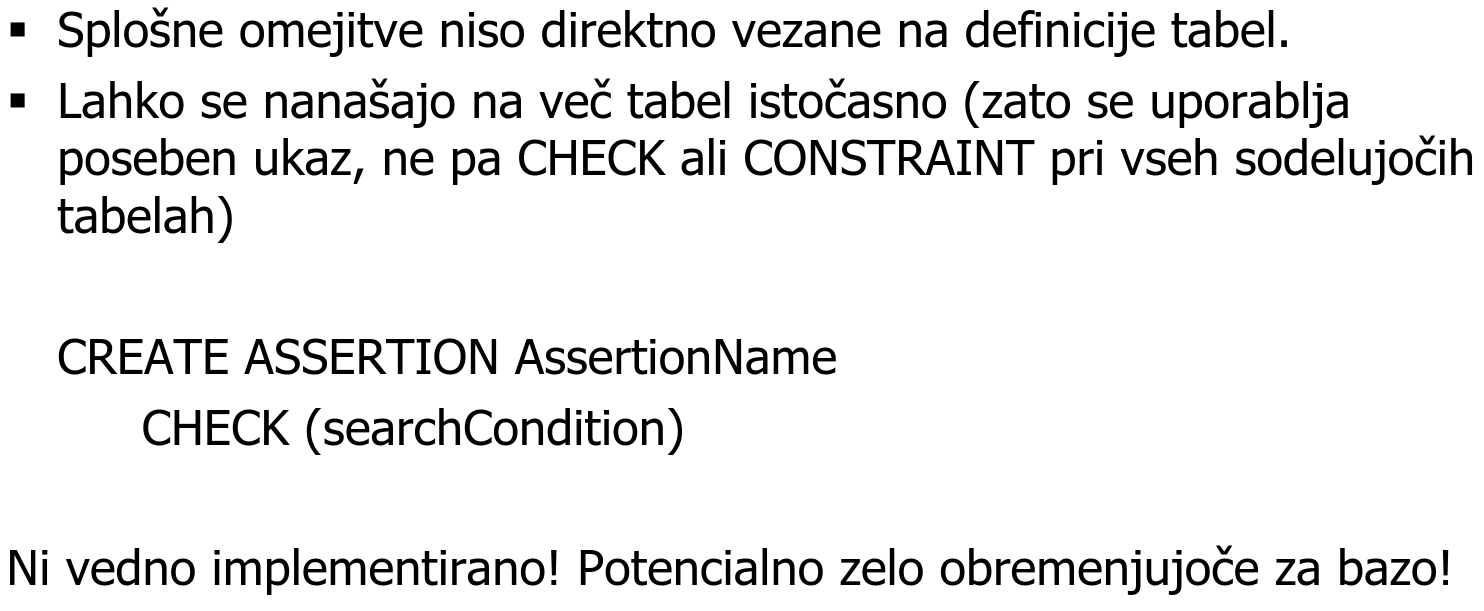 ▪ Splošne omejitve niso direktno vezane na definicije tabel.
▪ Lahko se nanašajo na več tabel istočasno (zato se uporablja
poseben ukaz, ne pa CHECK ali CONSTRAINT pri vseh sodelujočih
tabelah)
CREATE ASSERTION AssertionName
CHECK (searchCondition)
Ni vedno implementirano! Potencialno zelo obremenjujoče za bazo!